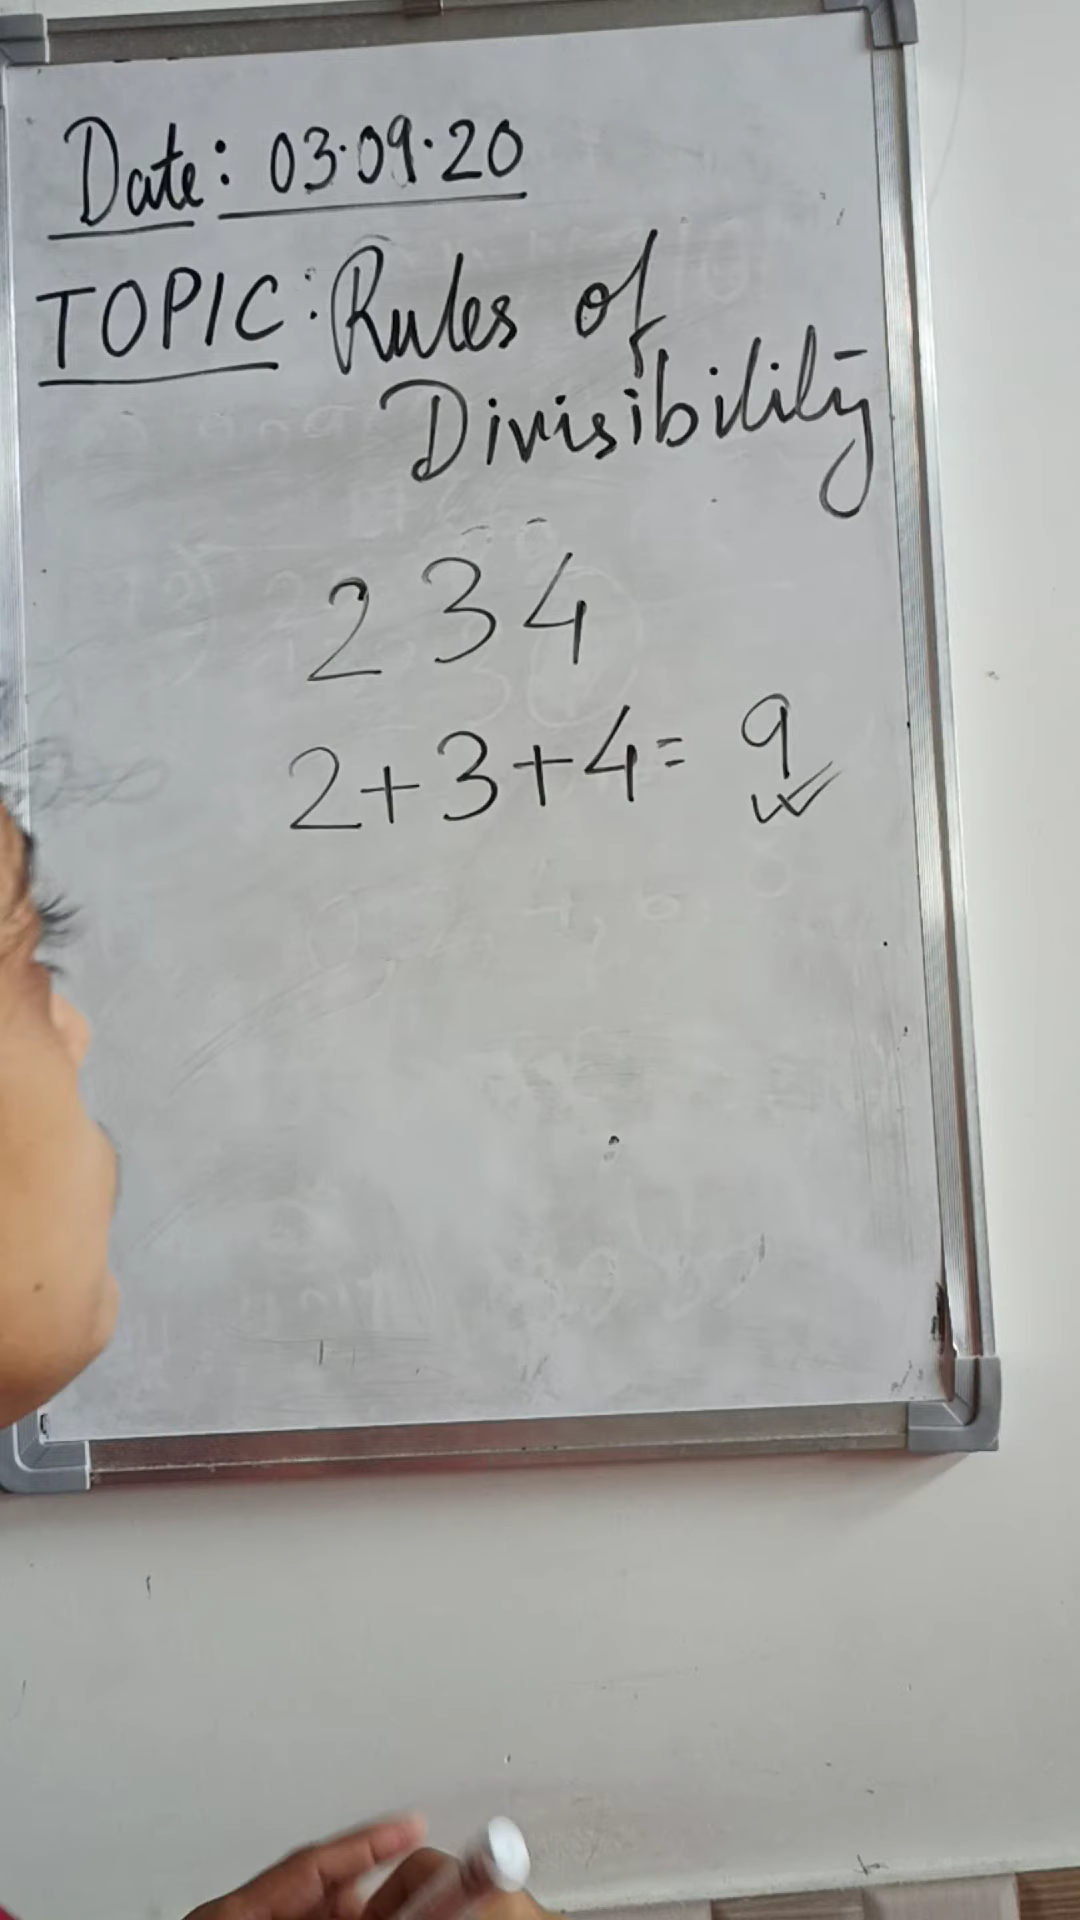 Date: 03.09.20
TOPIC: Rules of
Divisibility
234
2+3+4= 9